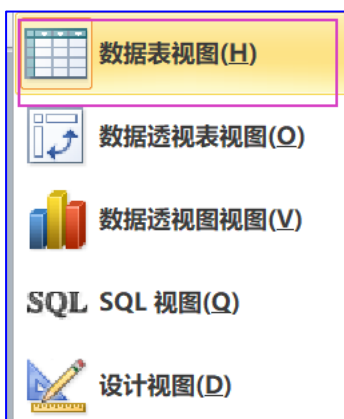 数据表视图(H)
数据透视表视图(O)
数据透视图视图(V)
SQL SQL 视图(Q)
设计视图(D)